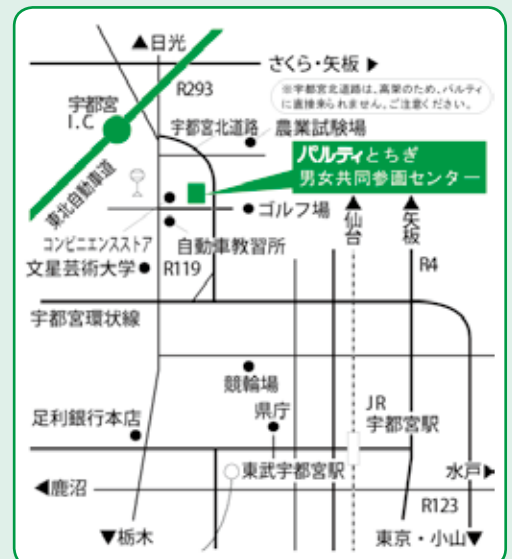 ▲日光
さくら・矢板▶
R293
※宇都宮北道路は、高架のため、パルティ
に直接来られません。ご注意ください。
宇都宮
I.C
宇都宮北道路
農業試験場
パルティとちぎ
男女共同参画センター
東北自動車道
ゴルフ場
▲仙台
▲矢板
コンビニエンスストア
自動車教習所
文星芸術大学
R119
R4
宇都宮環状線
競輪場
足利銀行本店
県庁
JR
宇都宮駅
東武宇都宮駅
水戸▶
◀鹿沼
R123
▼栃木
東京・小山▼